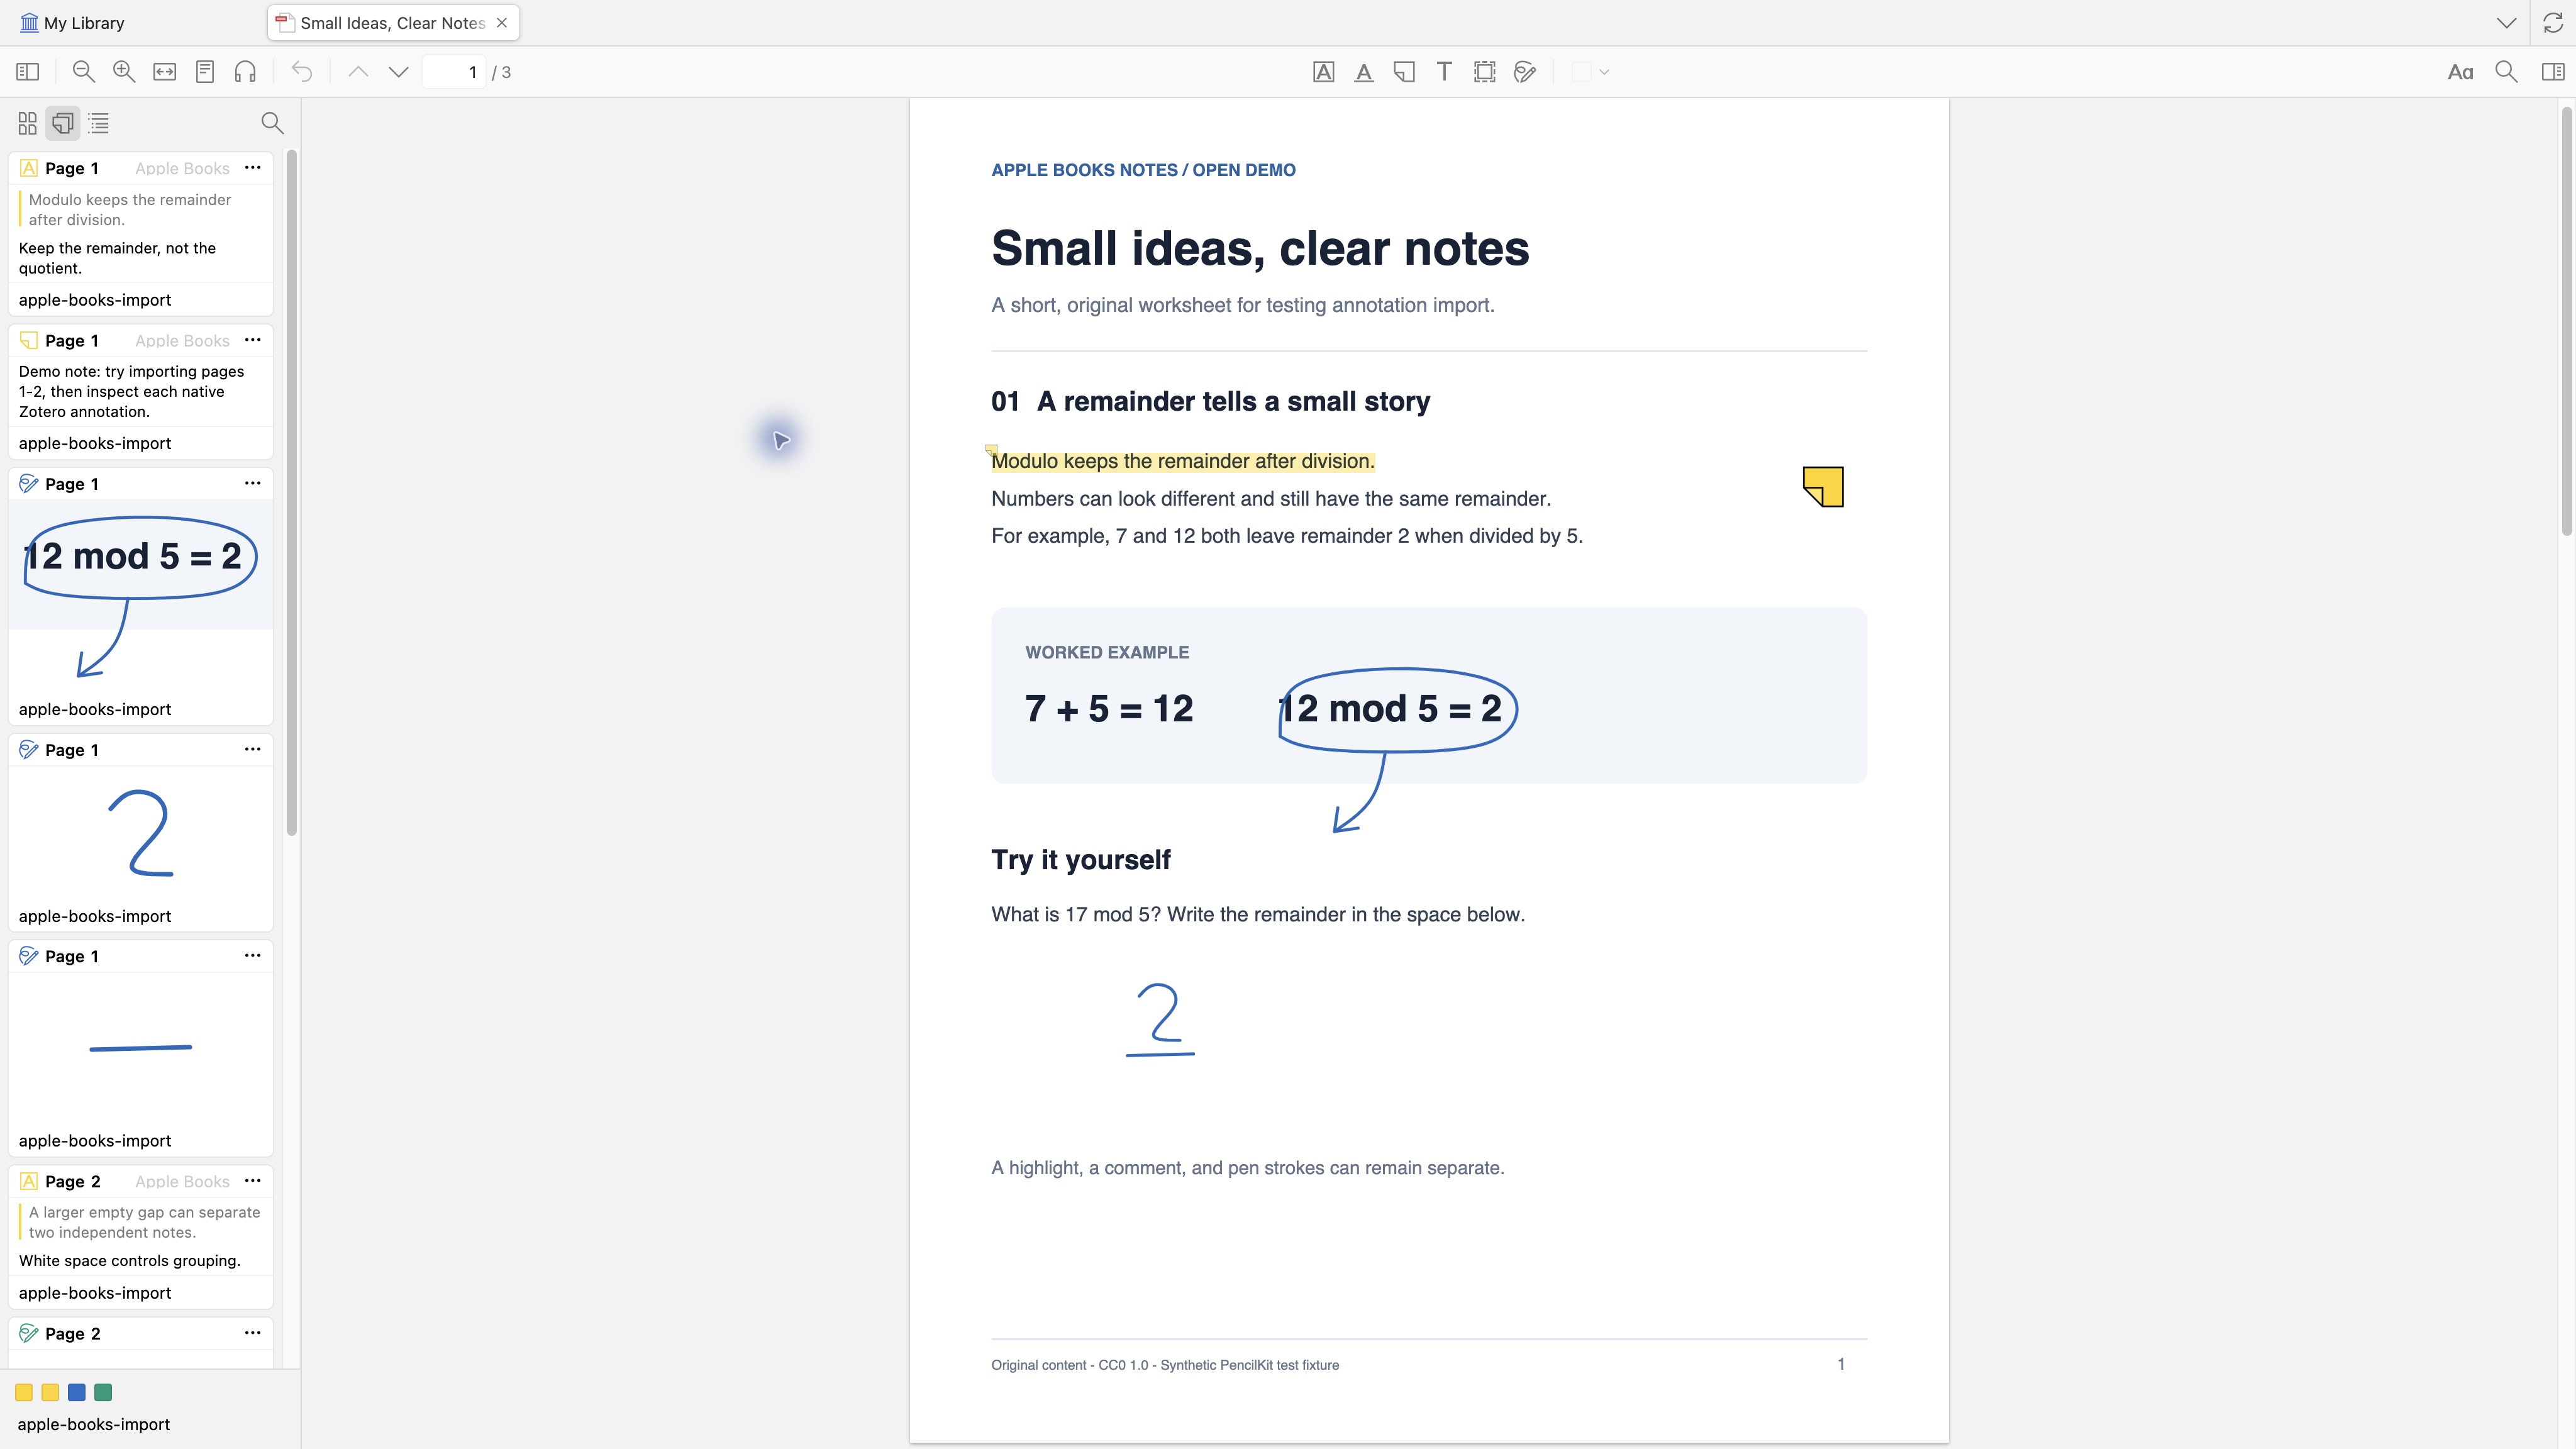 My Library
Small Ideas, Clear Notes
1 / 3
Aa
Page 1 Apple Books
Modulo keeps the remainder
after division.
Keep the remainder, not the
quotient.
apple-books-import
Page 1 Apple Books
Demo note: try importing pages
1-2, then inspect each native
Zotero annotation.
apple-books-import
Page 1
12 mod 5 = 2
apple-books-import
Page 1
2
apple-books-import
Page 1
apple-books-import
Page 2 Apple Books
A larger empty gap can separate
two independent notes.
White space controls grouping.
apple-books-import
Page 2
apple-books-import
APPLE BOOKS NOTES / OPEN DEMO
Small ideas, clear notes
A short, original worksheet for testing annotation import.
01 A remainder tells a small story
Modulo keeps the remainder after division.
Numbers can look different and still have the same remainder.
For example, 7 and 12 both leave remainder 2 when divided by 5.
WORKED EXAMPLE
7 + 5 = 12 12 mod 5 = 2
Try it yourself
What is 17 mod 5? Write the remainder in the space below.
2
A highlight, a comment, and pen strokes can remain separate.
Original content - CC0 1.0 - Synthetic PencilKit test fixture 1